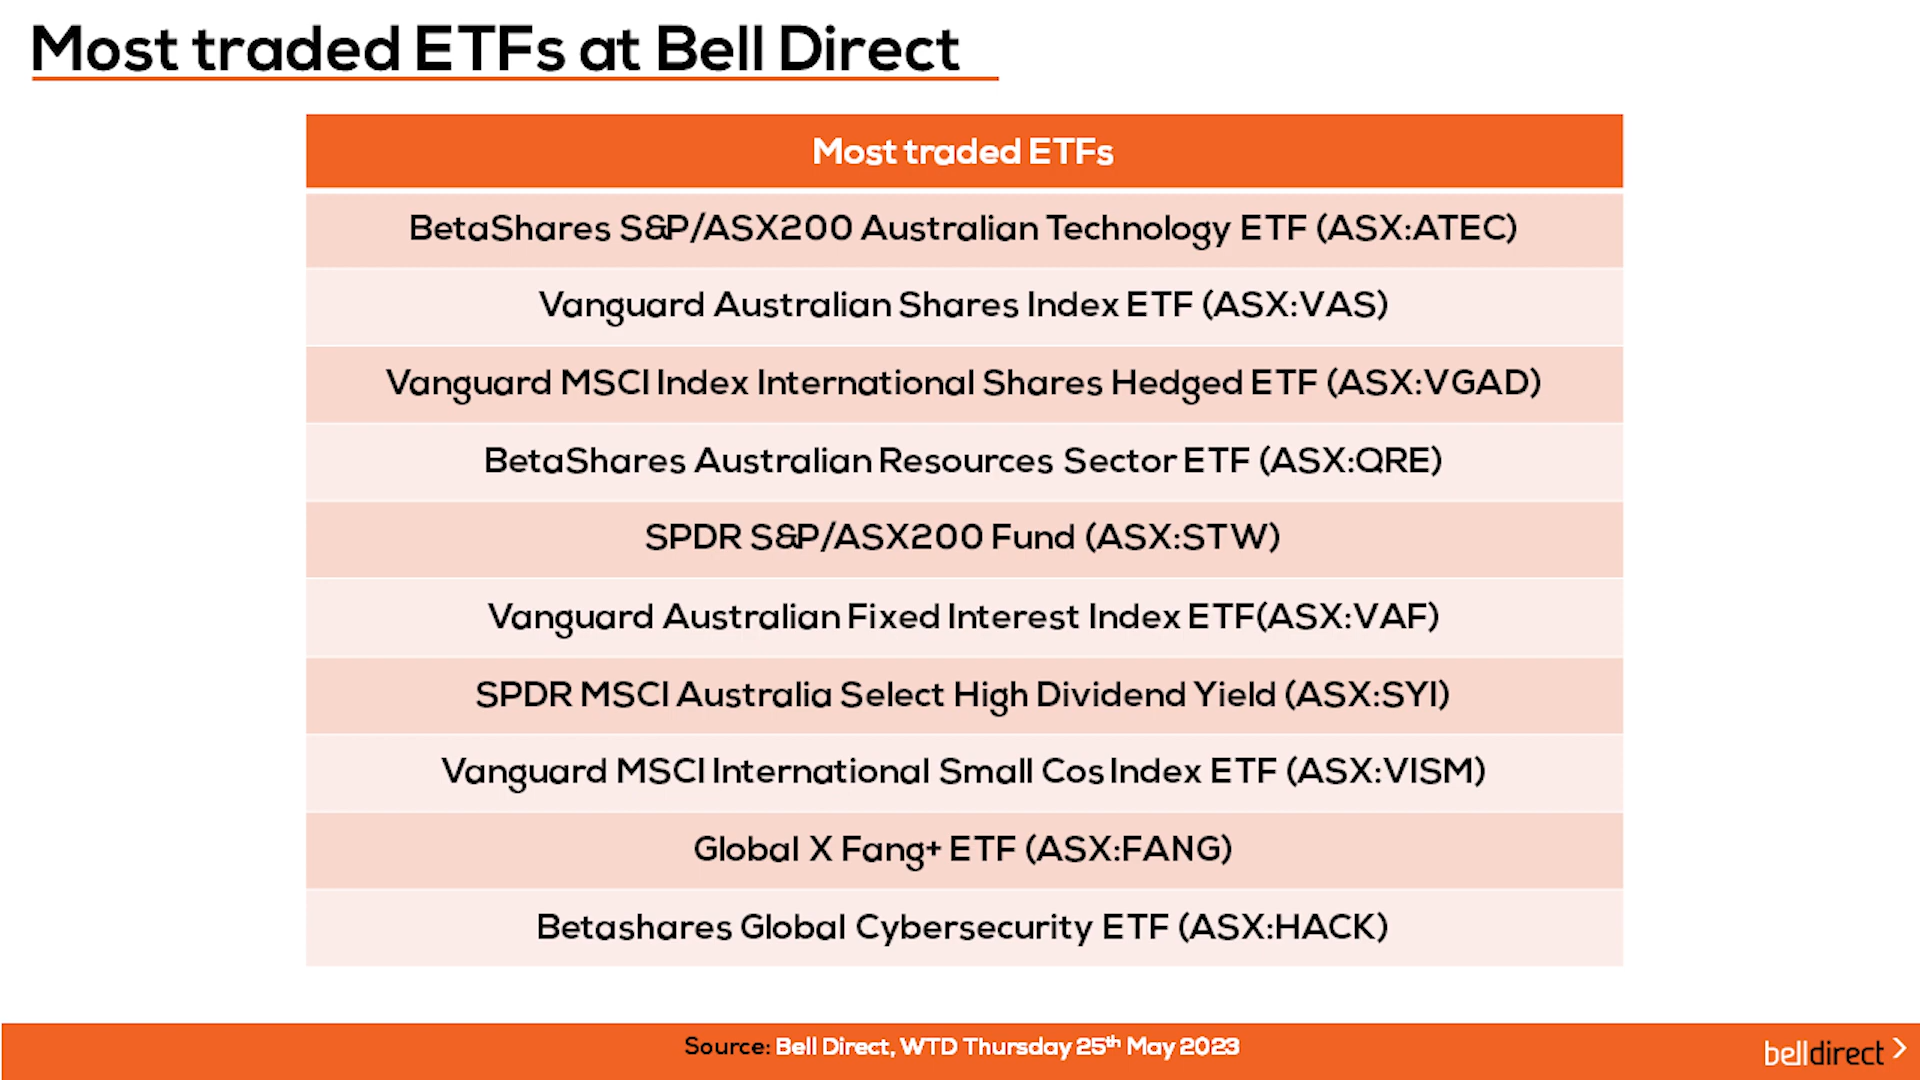 Most traded ETFs at Bell Direct
Most traded ETFs
BetaShares S&P/ASX200 Australian Technology ETF (ASX:ATEC)
Vanguard Australian Shares Index ETF (ASX:VAS)
Vanguard MSCI Index International Shares Hedged ETF (ASX:VGAD)
BetaShares Australian Resources Sector ETF (ASX:QRE)
SPDR S&P/ASX200 Fund (ASX:STW)
Vanguard Australian Fixed Interest Index ETF(ASX:VAF)
SPDR MSCI Australia Select High Dividend Yield (ASX:SYI)
Vanguard MSCI International Small Cos Index ETF (ASX:VISM)
Global X Fang+ ETF (ASX:FANG)
Betashares Global Cybersecurity ETF (ASX:HACK)
Source: Bell Direct, WTD Thursday 25th May 2023
belldirect